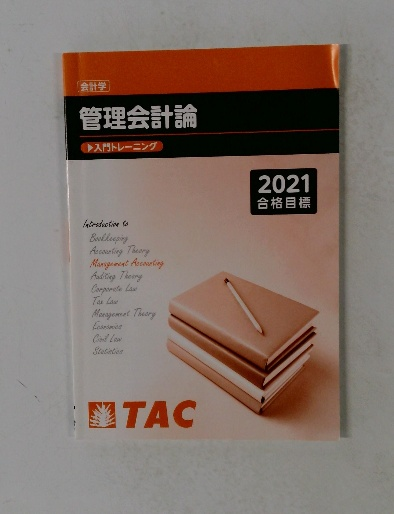 会計学
管理会計論
▶入門トレーニング
2021
合格目標
Introduction to
Bookkeeping
Accounting Theory
Management Accounting
Auditing Theory
Corporate Law
Tax Law
Management Theory
Economics
Civil Law
Statistics
TAC